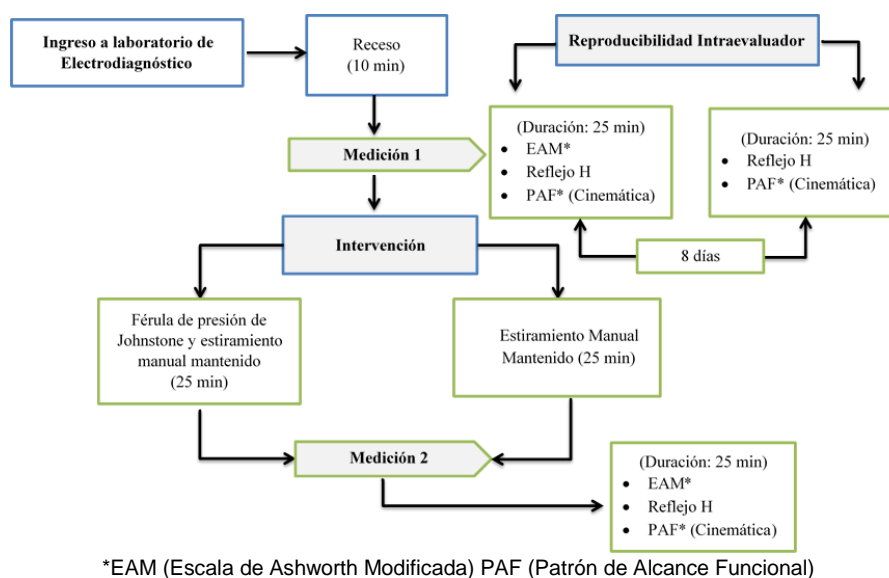 Ingreso a laboratorio de
Electrodiagnóstico
Receso
(10 min)
Reproducibilidad Intraevaluador
Medición 1
(Duración: 25 min)
• EAM*
• Reflejo H
• PAF* (Cinemática)
(Duración: 25 min)
• Reflejo H
• PAF* (Cinemática)
8 días
Intervención
Férula de presión de
Johnstone y estiramiento
manual mantenido
(25 min)
Estiramiento Manual
Mantenido (25 min)
Medición 2
(Duración: 25 min)
• EAM*
• Reflejo H
• PAF* (Cinemática)
*EAM (Escala de Ashworth Modificada) PAF (Patrón de Alcance Funcional)